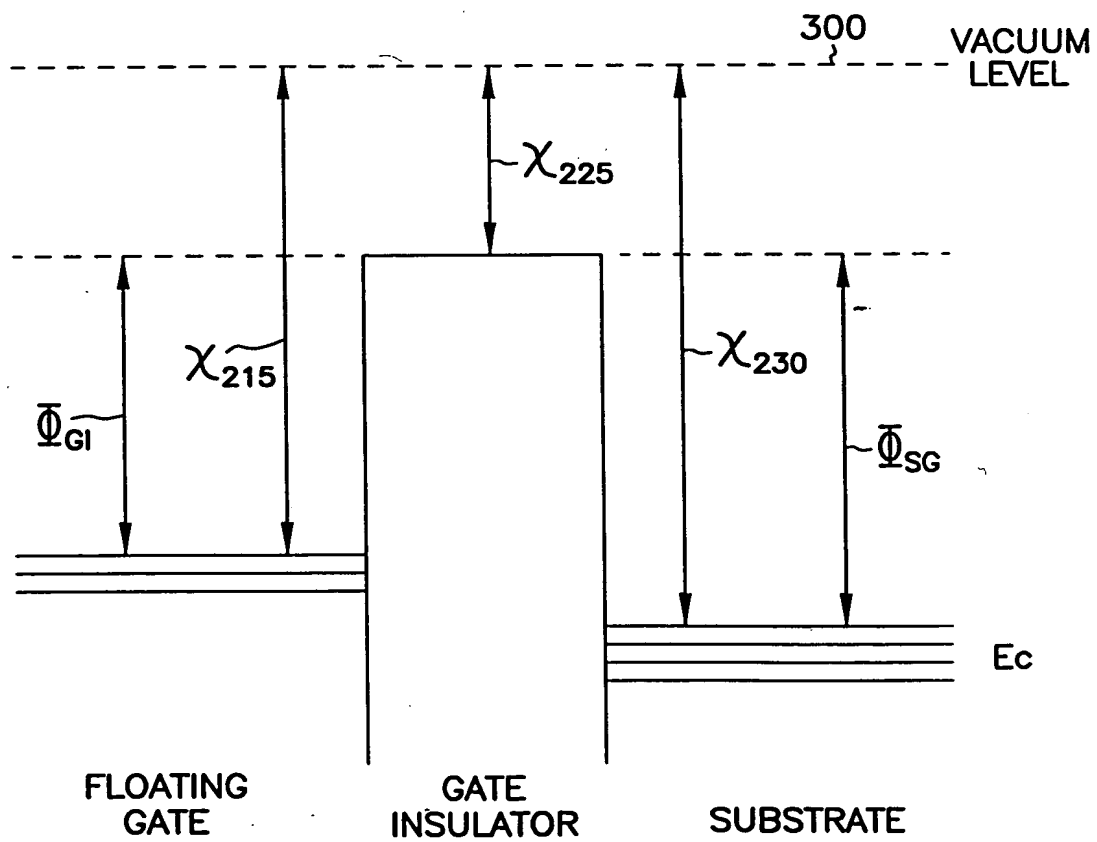 300
VACUUM
LEVEL
χ225
χ215
χ230
ΦGI
ΦSG
Ec
FLOATING
GATE
GATE
INSULATOR
SUBSTRATE